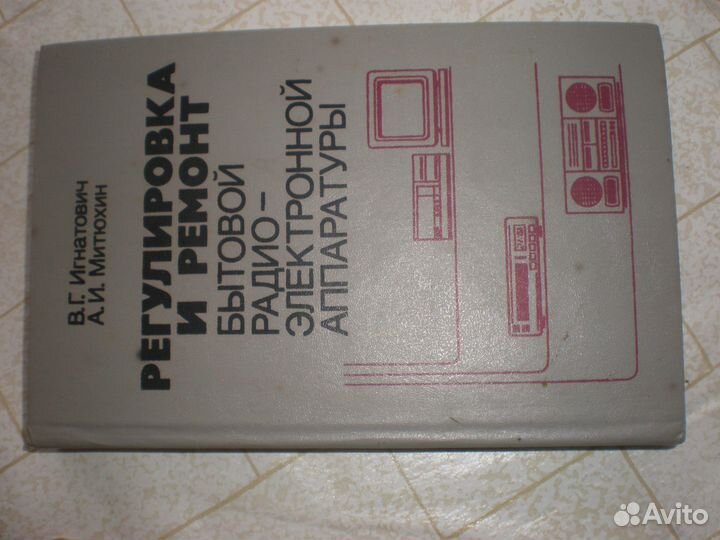 В.Г. Игнатович
А.И. Митюхин
РЕГУЛИРОВКА
И РЕМОНТ
БЫТОВОЙ
РАДИО-
ЭЛЕКТРОННОЙ
АППАРАТУРЫ
Avito